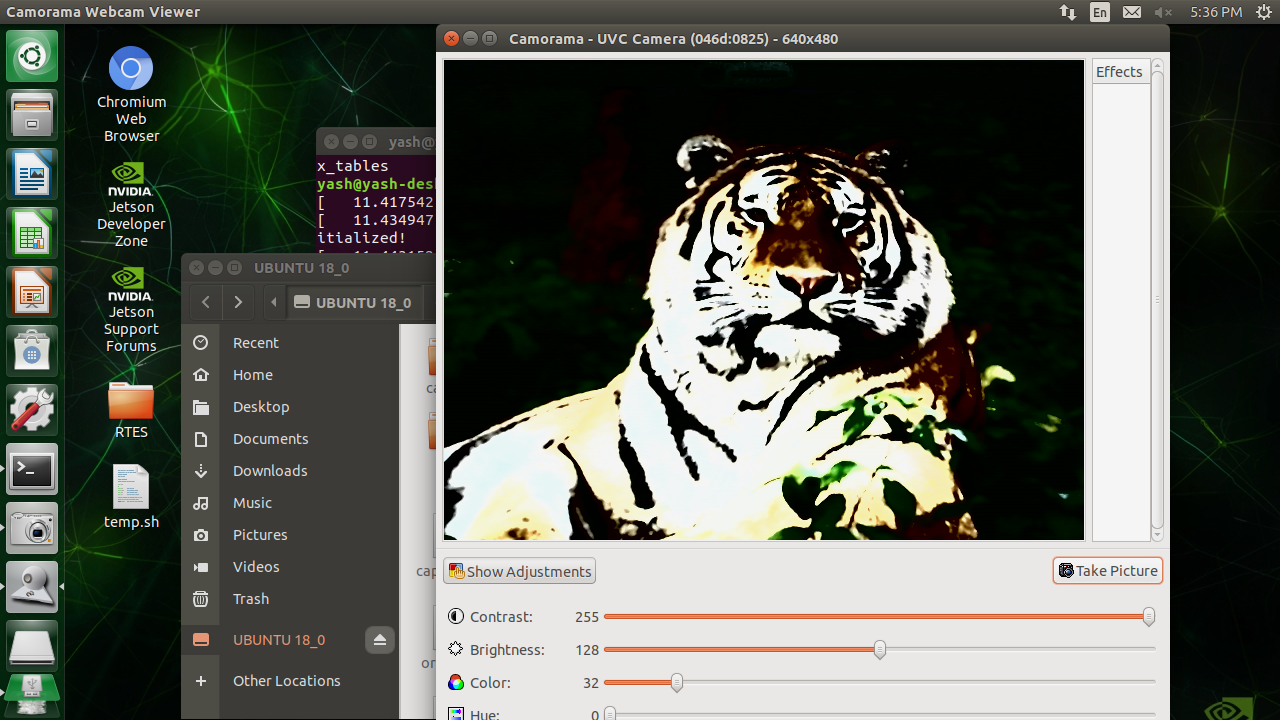 Camorama Webcam Viewer
En
5:36 PM
Chromium
Web
Browser
NVIDIA.
Jetson
Developer
Zone
NVIDIA.
Jetson
Support
Forums
RTES
temp.sh
yash@
x_tables
yash@yash-des
[   11.417542
[   11.434947
itialized!
UBUNTU 18_0
UBUNTU 18_0
Recent
Home
Desktop
Documents
Downloads
Music
Pictures
Videos
Trash
UBUNTU 18_0
Other Locations
ca
cap
or
Camorama - UVC Camera (046d:0825) - 640x480
Effects
Show Adjustments
Take Picture
Contrast: 255
Brightness: 128
Color: 32
Hue: 0